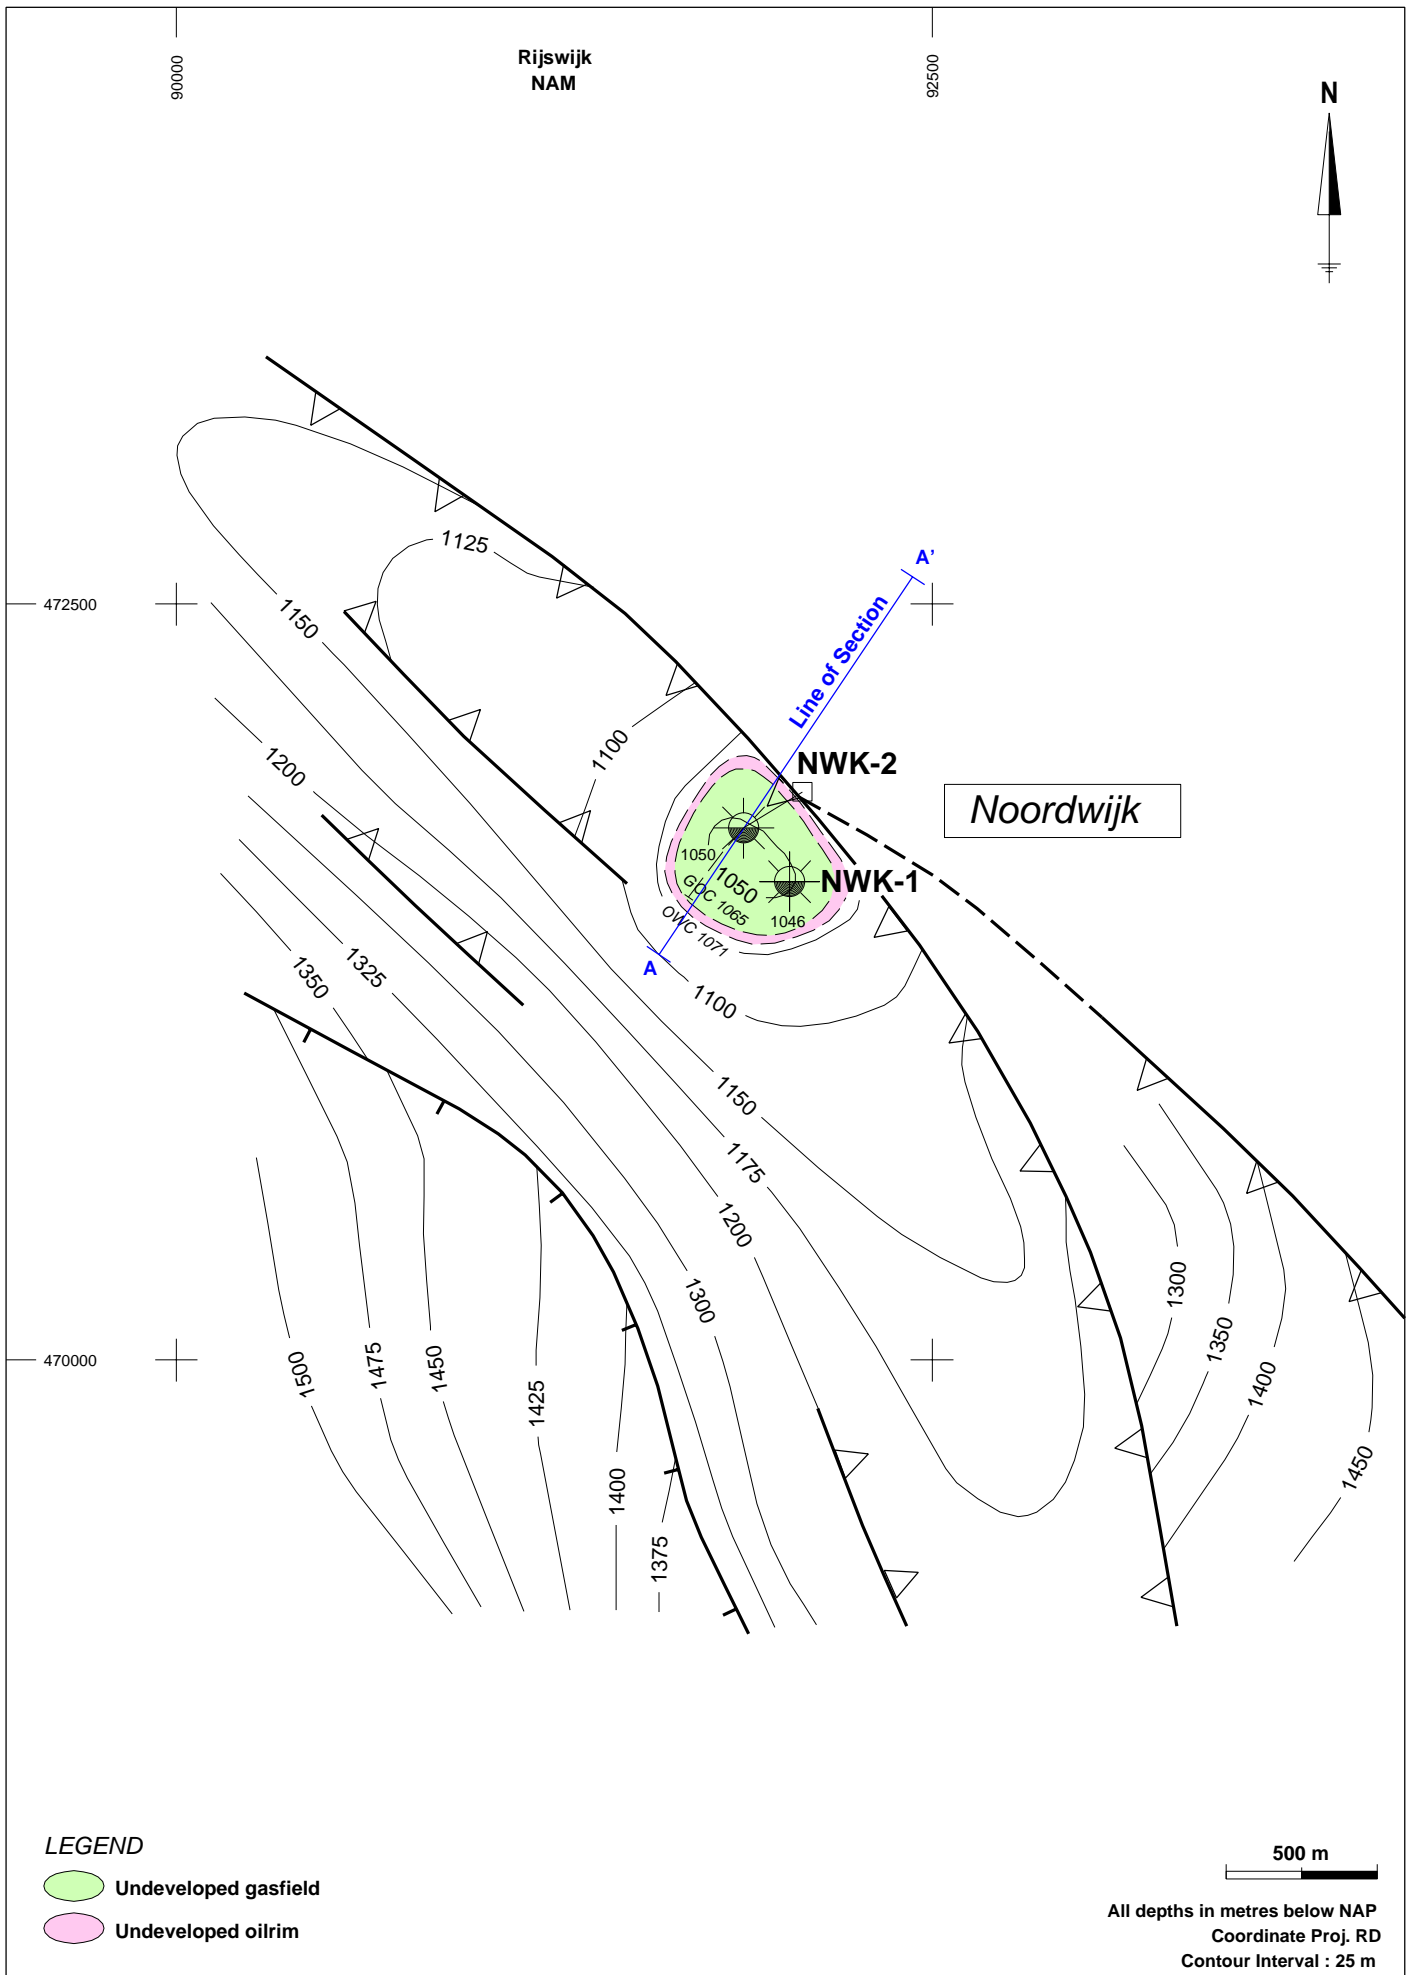 90000
92500
Rijswijk
NAM
N
1125
472500
1150
A’
Line of Section
1100
1200
NWK-2
Noordwijk
1050
1050
GOC 1065
NWK-1
1046
OWC 1071
A
1325
1350
1100
1150
1175
1200
1300
1300
1350
470000
1500
1475
1450
1425
1400
1400
1450
1375
LEGEND
Undeveloped gasfield
Undeveloped oilrim
500 m
All depths in metres below NAP
Coordinate Proj. RD
Contour Interval : 25 m